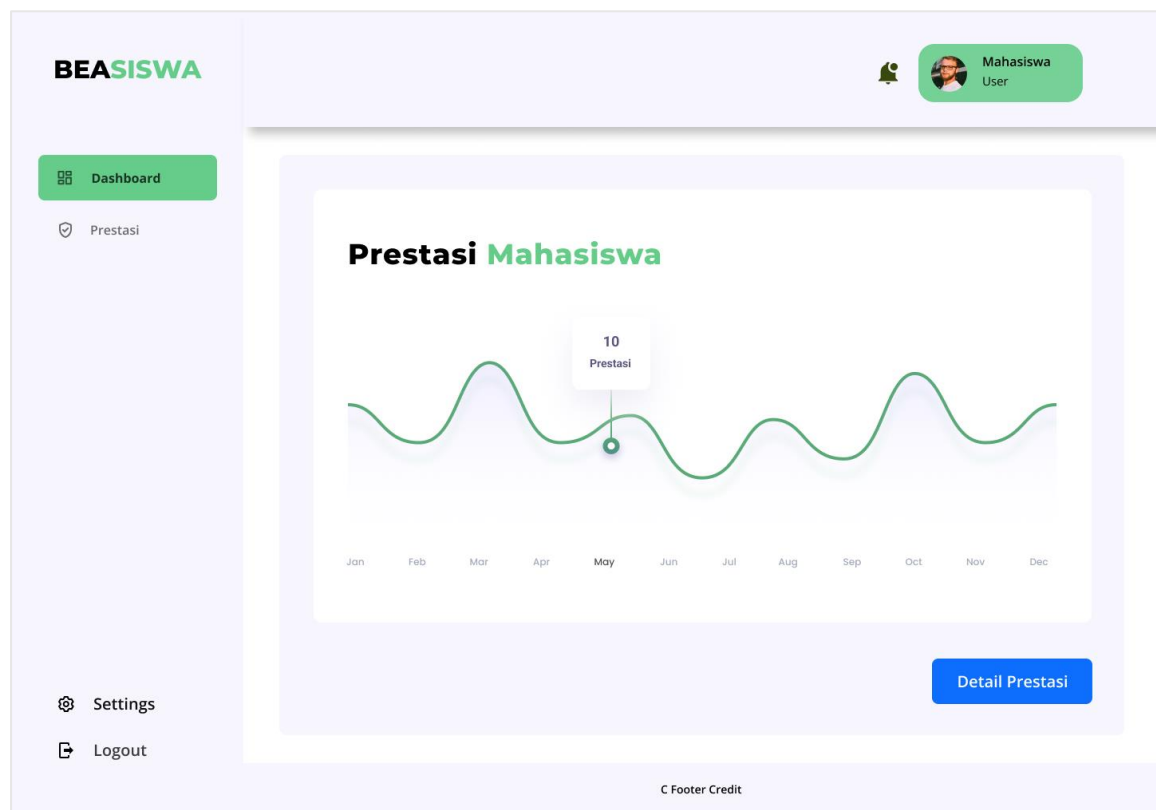 BEASISWA
Mahasiswa
User
Dashboard
Prestasi
Prestasi Mahasiswa
10
Prestasi
Jan Feb Mar Apr May Jun Jul Aug Sep Oct Nov Dec
Detail Prestasi
Settings
Logout
C Footer Credit